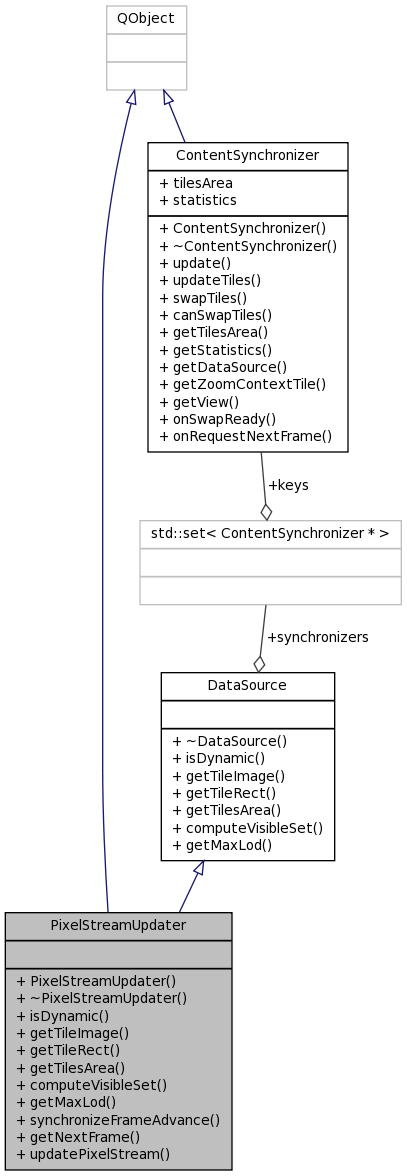 QObject
ContentSynchronizer
+ tilesArea
+ statistics
+ ContentSynchronizer()
+ ~ContentSynchronizer()
+ update()
+ updateTiles()
+ swapTiles()
+ canSwapTiles()
+ getTilesArea()
+ getStatistics()
+ getDataSource()
+ getZoomContextTile()
+ getView()
+ onSwapReady()
+ onRequestNextFrame()
+keys
std::set< ContentSynchronizer * >
+synchronizers
DataSource
+ ~DataSource()
+ isDynamic()
+ getTileImage()
+ getTileRect()
+ getTilesArea()
+ computeVisibleSet()
+ getMaxLod()
PixelStreamUpdater
+ PixelStreamUpdater()
+ ~PixelStreamUpdater()
+ isDynamic()
+ getTileImage()
+ getTileRect()
+ getTilesArea()
+ computeVisibleSet()
+ getMaxLod()
+ synchronizeFrameAdvance()
+ getNextFrame()
+ updatePixelStream()